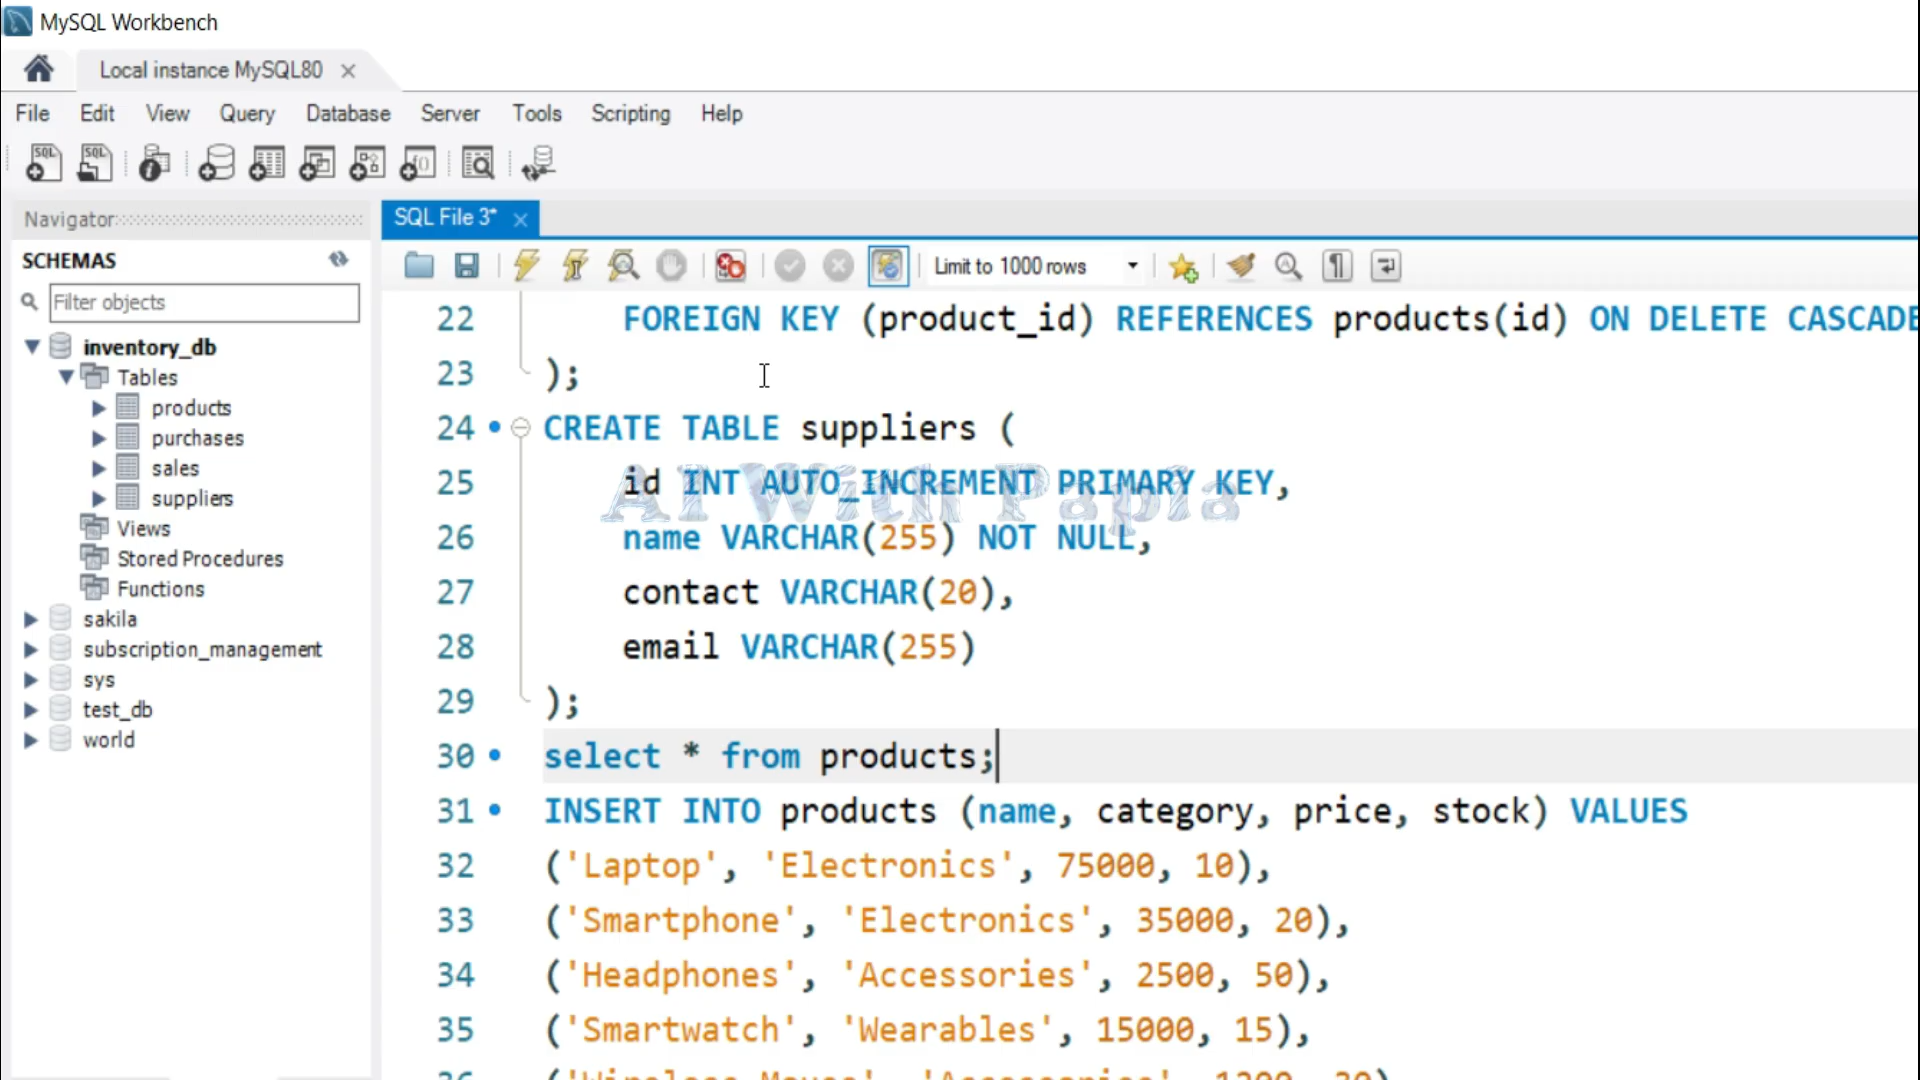 MySQL Workbench
Local instance MySQL80
File Edit View Query Database Server Tools Scripting Help
SQL SQL
Navigator
SCHEMAS
Filter objects
inventory_db
Tables
products
purchases
sales
suppliers
Views
Stored Procedures
Functions
sakila
subscription_management
sys
test_db
world
SQL File 3*
Limit to 1000 rows
22 FOREIGN KEY (product_id) REFERENCES products(id) ON DELETE CASCADE
23 );
24 CREATE TABLE suppliers (
25 id INT AUTO_INCREMENT PRIMARY KEY,
AI With Papia
26 name VARCHAR(255) NOT NULL,
27 contact VARCHAR(20),
28 email VARCHAR(255)
29 );
30 select * from products;
31 INSERT INTO products (name, category, price, stock) VALUES
32 ('Laptop', 'Electronics', 75000, 10),
33 ('Smartphone', 'Electronics', 35000, 20),
34 ('Headphones', 'Accessories', 2500, 50),
35 ('Smartwatch', 'Wearables', 15000, 15),